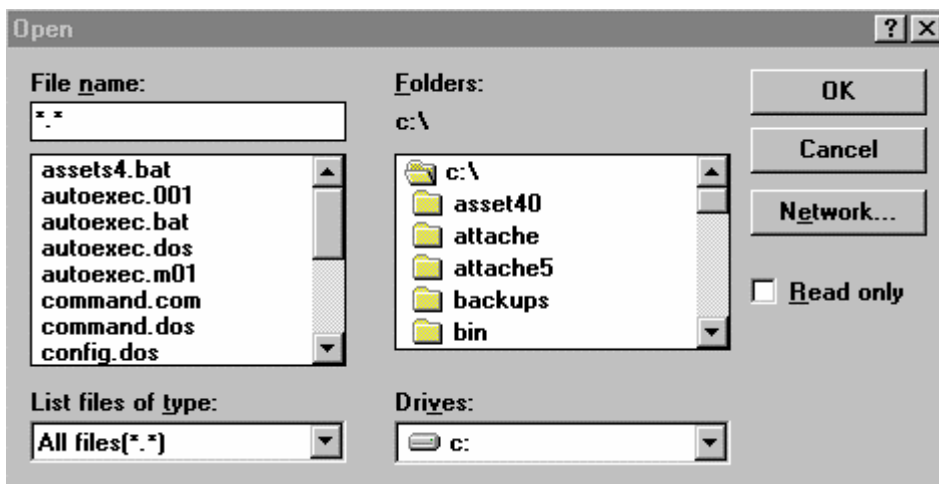 Open
File name:
*.*
assets4.bat
autoexec.001
autoexec.bat
autoexec.dos
autoexec.m01
command.com
command.dos
config.dos
List files of type:
All files(*.*)
Folders:
c:\
c:\
asset40
attache
attache5
backups
bin
Drives:
c:
OK
Cancel
Network...
Read only